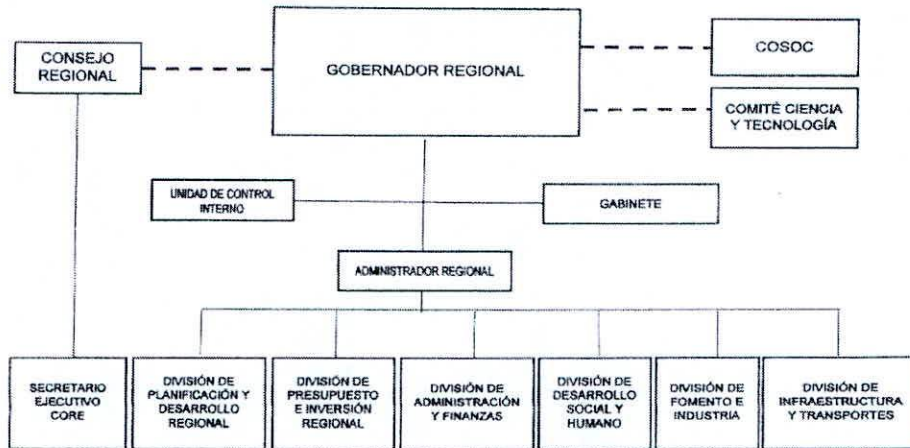 CONSEJO
REGIONAL
GOBERNADOR REGIONAL
COSOC
COMITÉ CIENCIA
Y TECNOLOGÍA
UNIDAD DE CONTROL
INTERNO
GABINETE
ADMINISTRADOR REGIONAL
SECRETARIO
EJECUTIVO
CORE
DIVISIÓN DE
PLANIFICACIÓN Y
DESARROLLO
REGIONAL
DIVISIÓN DE
PRESUPUESTO
E INVERSIÓN
REGIONAL
DIVISIÓN DE
ADMINISTRACIÓN
Y FINANZAS
DIVISIÓN DE
DESARROLLO
SOCIAL Y
HUMANO
DIVISIÓN DE
FOMENTO E
INDUSTRIA
DIVISIÓN DE
INFRAESTRUCTURA
Y TRANSPORTES